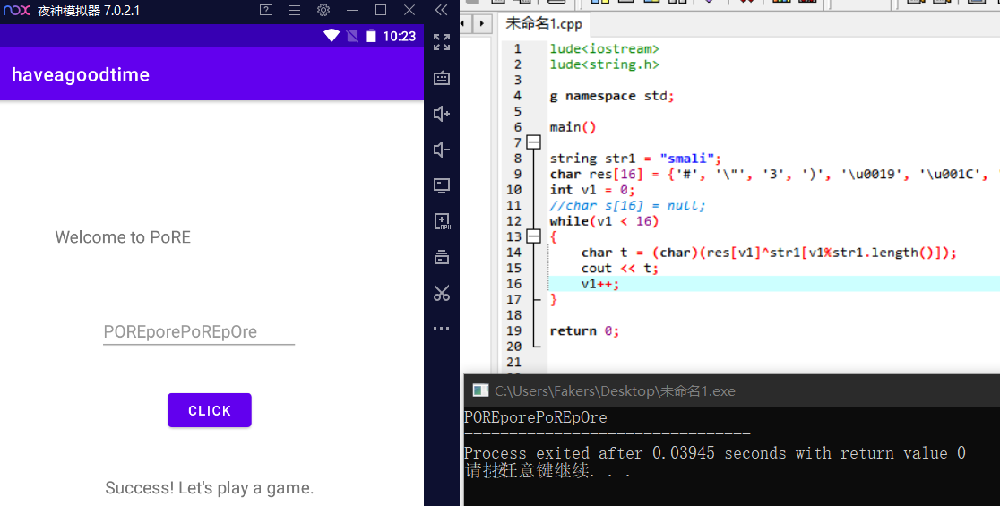 nox 夜神模拟器 7.0.2.1
10:23
haveagoodtime
Welcome to PoRE
POREporePoREpOre
CLICK
Success! Let's play a game.
APK
未命名1.cpp
1 lude<iostream>
2 lude<string.h>
3
4 g namespace std;
5
6 main()
7
8 string str1 = "smali";
9 char res[16] = {'#', '\"', '3', ')', '\u0019', '\u001C',
10 int v1 = 0;
11 //char s[16] = null;
12 while(v1 < 16)
13 {
14 char t = (char)(res[v1]^str1[v1%str1.length()]);
15 cout << t;
16 v1++;
17 }
18
19 return 0;
20
21
C:\Users\Fakers\Desktop\未命名1.exe
POREporePoREpOre
--------------------------------
Process exited after 0.03945 seconds with return value 0
请按任意键继续. . .